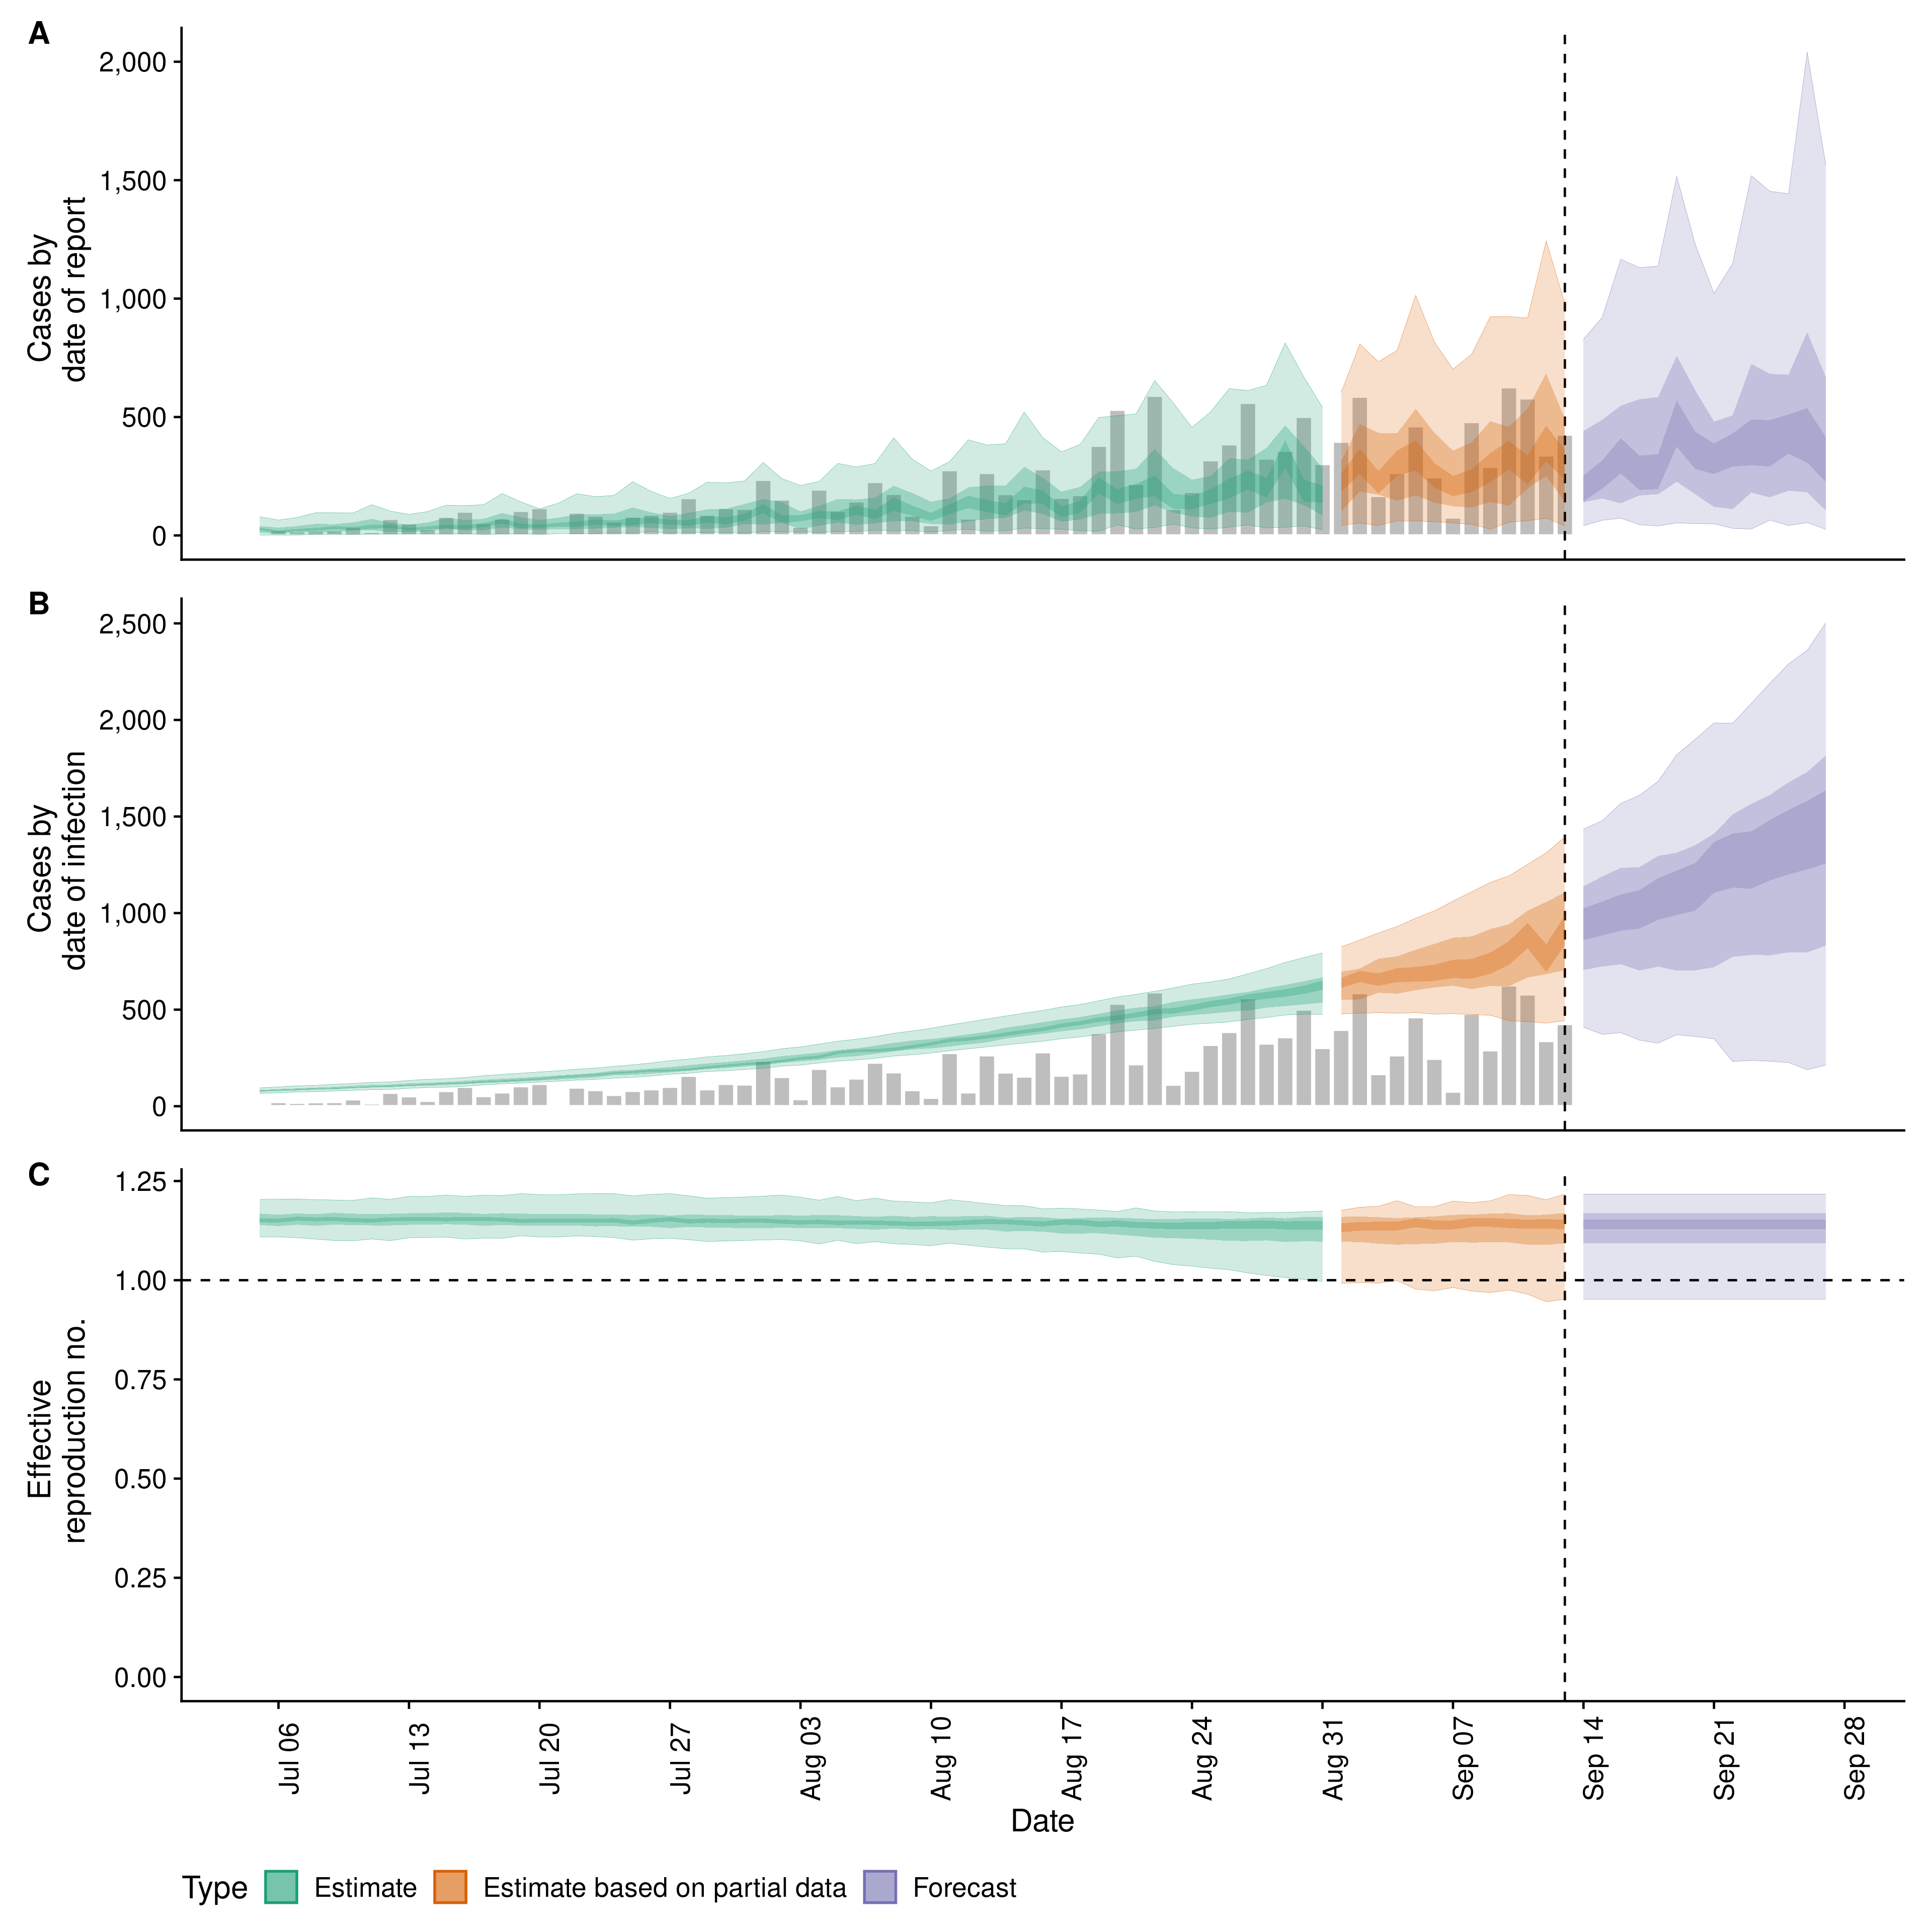 A
2,000
1,500
1,000
500
0
Cases by
date of report
B
2,500
2,000
1,500
1,000
500
0
Cases by
date of infection
C
1.25
1.00
0.75
0.50
0.25
0.00
Effective
reproduction no.
Jul 06
Jul 13
Jul 20
Jul 27
Aug 03
Aug 10
Aug 17
Aug 24
Aug 31
Sep 07
Sep 14
Sep 21
Sep 28
Date
Type
Estimate
Estimate based on partial data
Forecast